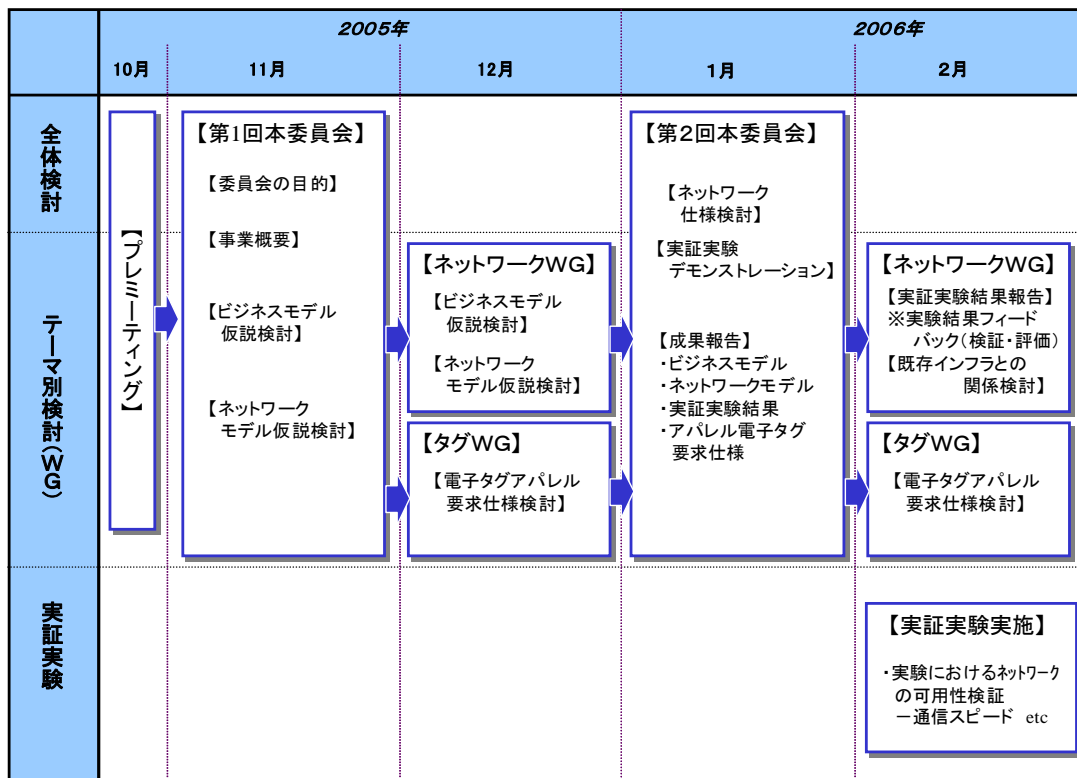 2005年
2006年
10月
11月
12月
1月
2月
全体検討
テーマ別検討(WG)
実証実験
【プレミーティング】
【第1回本委員会】
【委員会の目的】
【事業概要】
【ビジネスモデル
仮説検討】
【ネットワーク
モデル仮説検討】
【ネットワークWG】
【ビジネスモデル
仮説検討】
【ネットワーク
モデル仮説検討】
【タグWG】
【電子タグアパレル
要求仕様検討】
【第2回本委員会】
【ネットワーク
仕様検討】
【実証実験
デモンストレーション】
【成果報告】
・ビジネスモデル
・ネットワークモデル
・実証実験結果
・アパレル電子タグ
要求仕様
【ネットワークWG】
【実証実験結果報告】
※実験結果フィード
バック(検証・評価)
【既存インフラとの
関係検討】
【タグWG】
【電子タグアパレル
要求仕様検討】
【実証実験実施】
・実験におけるネットワーク
の可用性検証
－通信スピード etc